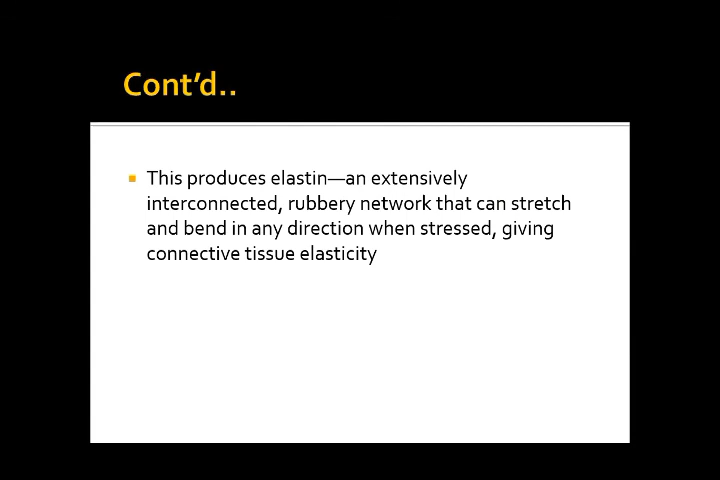 Cont’d..
This produces elastin—an extensively
interconnected, rubbery network that can stretch
and bend in any direction when stressed, giving
connective tissue elasticity